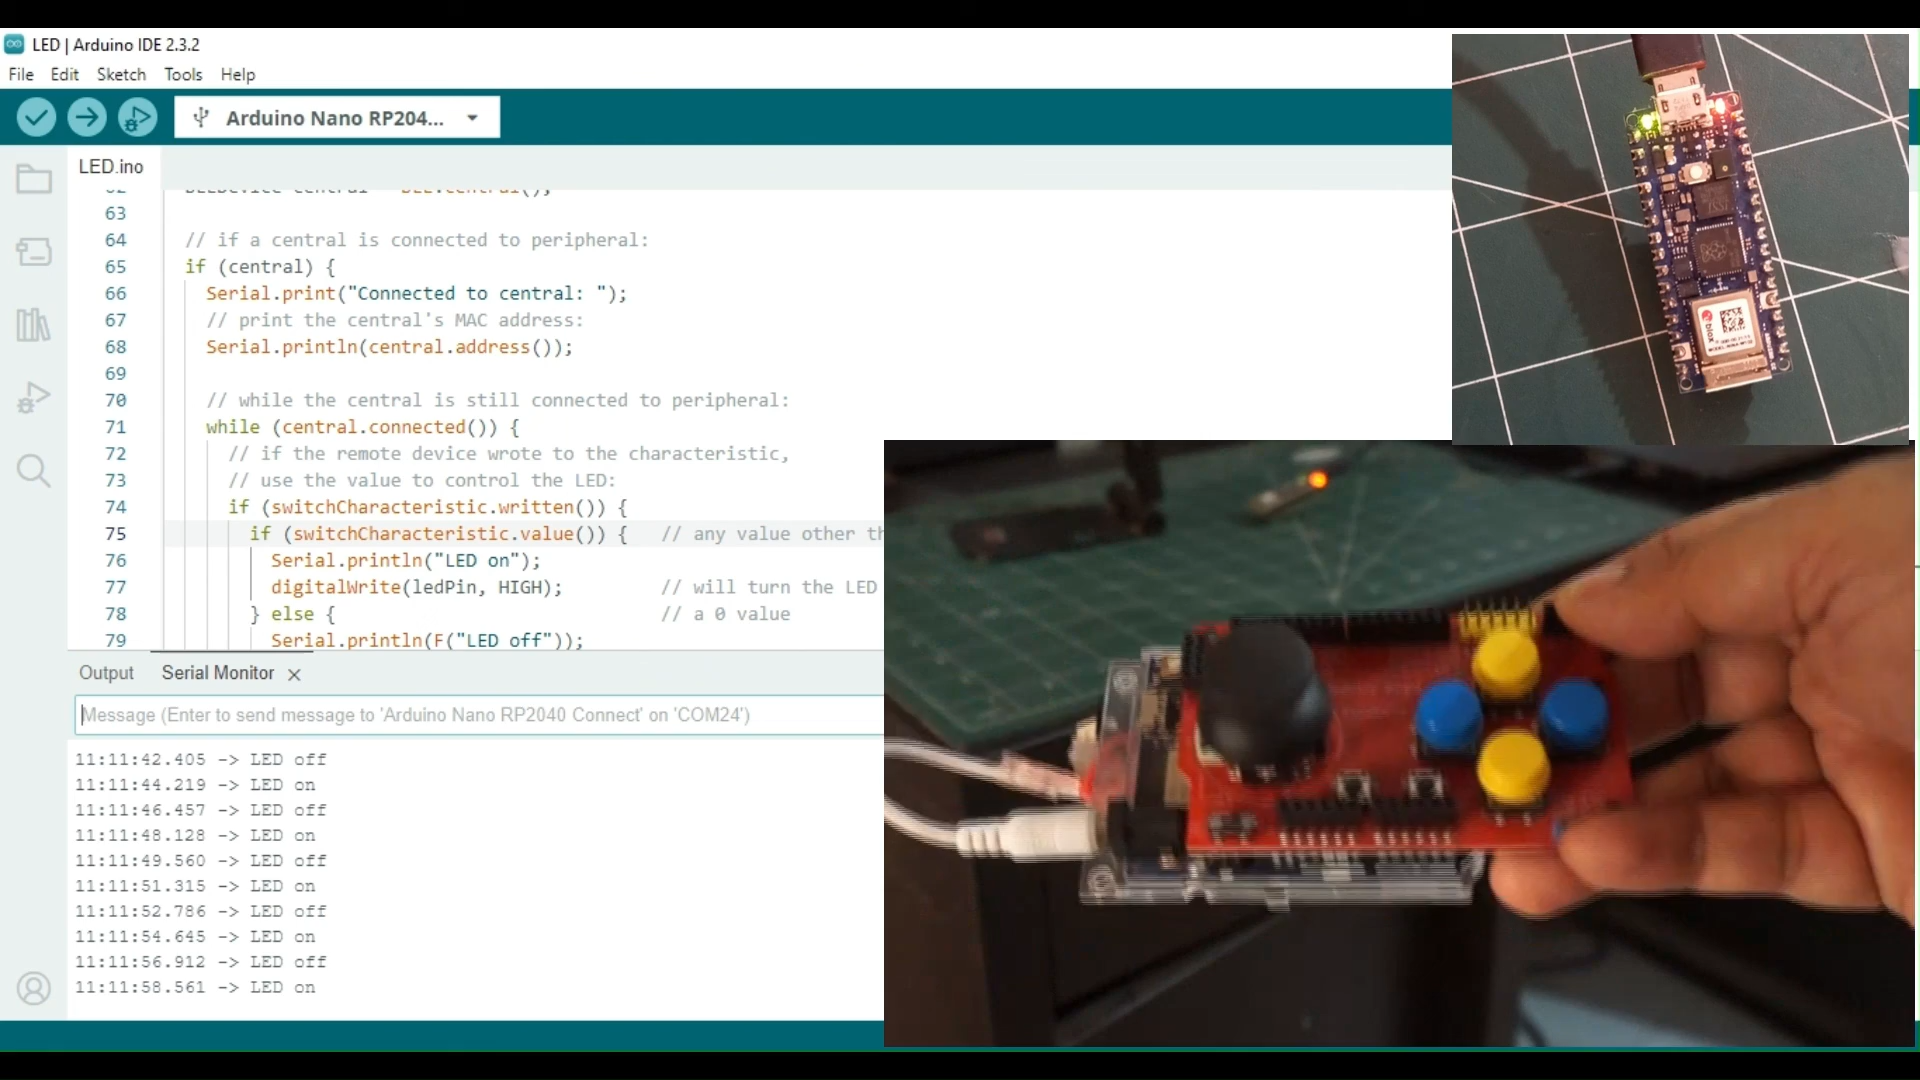 LED | Arduino IDE 2.3.2
File Edit Sketch Tools Help
Arduino Nano RP204...
LED.ino
63
64 // if a central is connected to peripheral:
65 if (central) {
66 Serial.print("Connected to central: ");
67 // print the central's MAC address:
68 Serial.println(central.address());
69
70 // while the central is still connected to peripheral:
71 while (central.connected()) {
72 // if the remote device wrote to the characteristic,
73 // use the value to control the LED:
74 if (switchCharacteristic.written()) {
75 if (switchCharacteristic.value()) { // any value other th
76 Serial.println("LED on");
77 digitalWrite(ledPin, HIGH); // will turn the LED
78 } else { // a 0 value
79 Serial.println(F("LED off"));
Output Serial Monitor
Message (Enter to send message to 'Arduino Nano RP2040 Connect' on 'COM24')
11:11:42.405 -> LED off
11:11:44.219 -> LED on
11:11:46.457 -> LED off
11:11:48.128 -> LED on
11:11:49.560 -> LED off
11:11:51.315 -> LED on
11:11:52.786 -> LED off
11:11:54.645 -> LED on
11:11:56.912 -> LED off
11:11:58.561 -> LED on